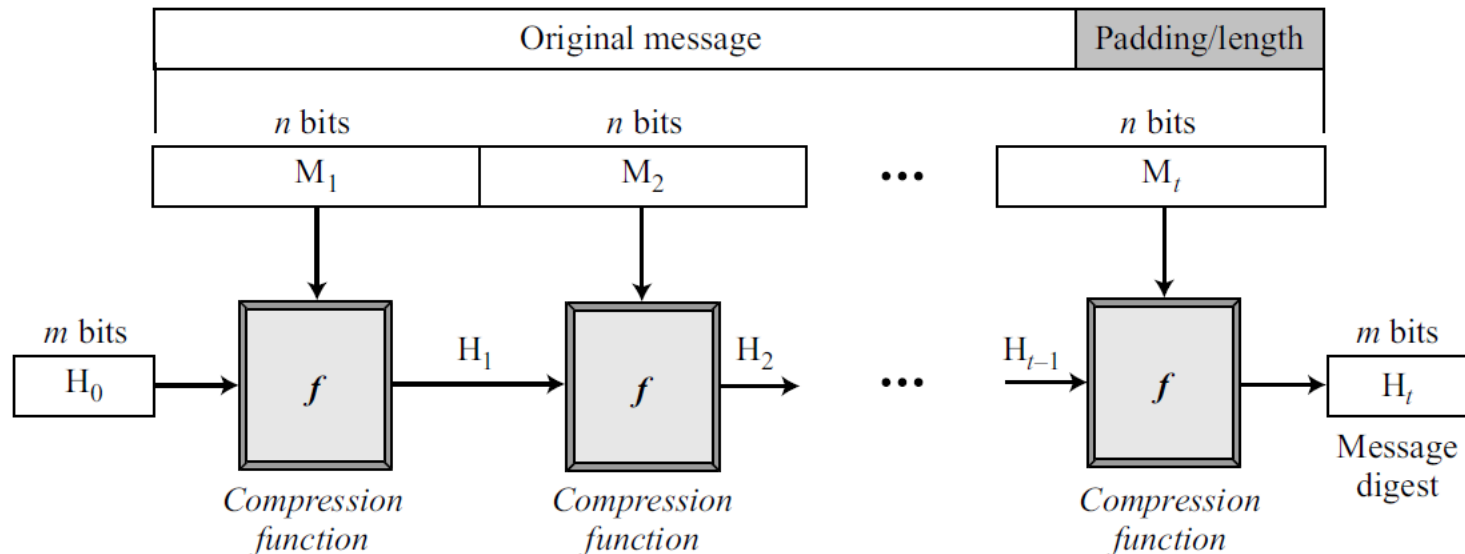 Original message Padding/length
n bits n bits n bits
M₁ M₂ ••• Mₜ
m bits H₁ H₂ Hₜ₋₁ m bits
H₀ f f ••• f Hₜ
Message
digest
Compression Compression Compression
function function function